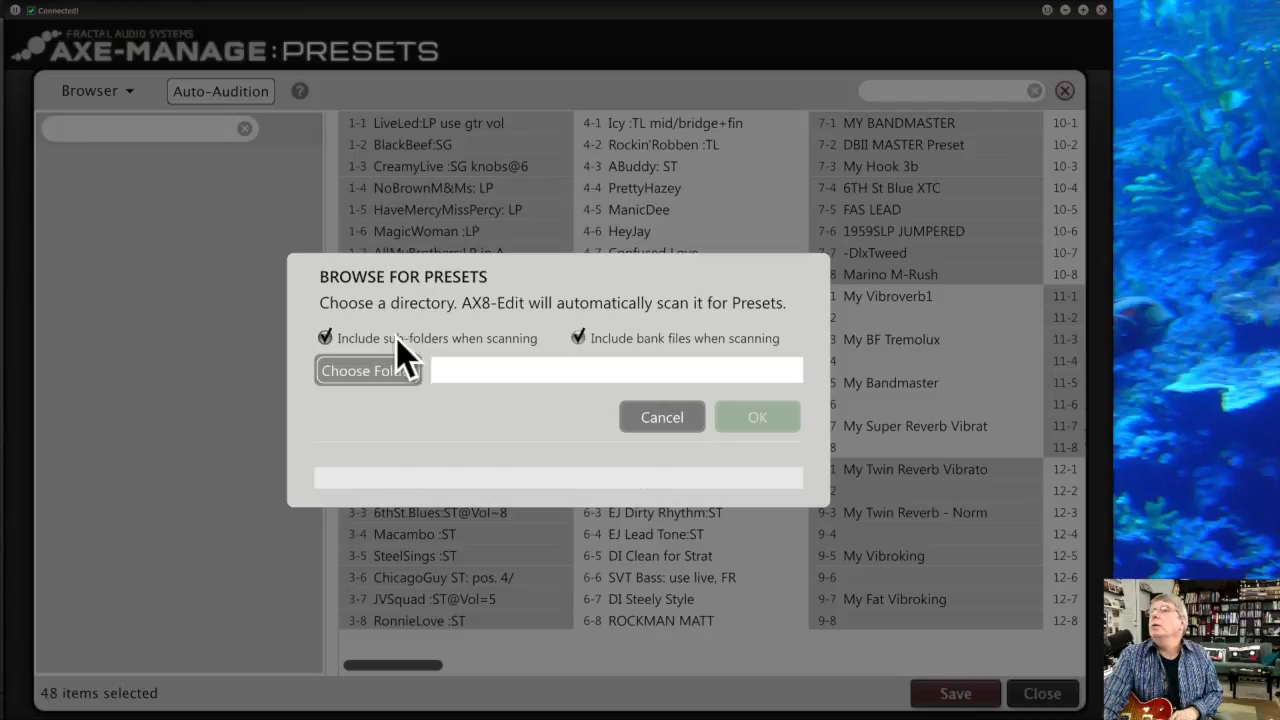 Connected!
FRACTAL AUDIO SYSTEMS
AXE-MANAGE:PRESETS
Browser
Auto-Audition
?
1-1 LiveLed:LP use gtr vol
1-2 BlackBeef:SG
1-3 CreamyLive :SG knobs@6
1-4 NoBrownM&Ms: LP
1-5 HaveMercyMissPercy: LP
1-6 MagicWoman :LP
4-1 Icy :TL mid/bridge+fin
4-2 Rockin'Robben :TL
4-3 ABuddy: ST
4-4 PrettyHazey
4-5 ManicDee
4-6 HeyJay
7-1 MY BANDMASTER
7-2 DBII MASTER Preset
7-3 My Hook 3b
7-4 6TH St Blue XTC
7-5 FAS LEAD
7-6 1959SLP JUMPERED
7-7 -DlxTweed
8 Marino M-Rush
1 My Vibroverb1
2
3 My BF Tremolux
4
5 My Bandmaster
6
7 My Super Reverb Vibrat
8
1 My Twin Reverb Vibrato
2
9-3 My Twin Reverb - Norm
9-4
9-5 My Vibroking
9-6
9-7 My Fat Vibroking
9-8
10-1
10-2
10-3
10-4
10-5
10-6
10-7
10-8
11-1
11-2
11-3
11-4
11-5
11-6
11-7
11-8
12-1
12-2
12-3
12-4
12-5
12-6
12-7
12-8
BROWSE FOR PRESETS
Choose a directory. AX8-Edit will automatically scan it for Presets.
Include sub-folders when scanning
Include bank files when scanning
Choose
Cancel
OK
3-3 6thSt.Blues:ST@Vol~8
3-4 Macambo :ST
3-5 SteelSings :ST
3-6 ChicagoGuy ST: pos. 4/
3-7 JVSquad :ST@Vol=5
3-8 RonnieLove :ST
6-3 EJ Dirty Rhythm:ST
6-4 EJ Lead Tone:ST
6-5 DI Clean for Strat
6-6 SVT Bass: use live, FR
6-7 DI Steely Style
6-8 ROCKMAN MATT
48 items selected
Save
Close